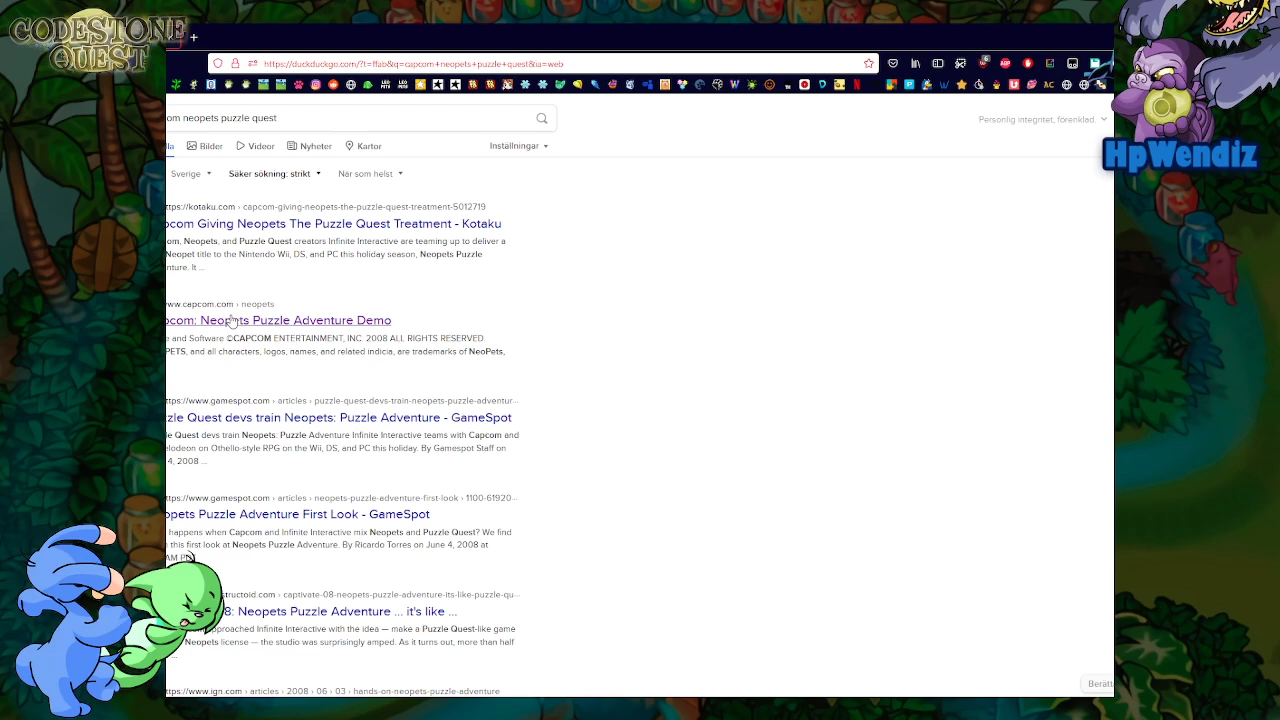 CODESTONE
QUEST
https://duckduckgo.com/?t=ffab&q=capcom+neopets+puzzle+quest&ia=web
om neopets puzzle quest
Personlig integritet, förenklad.
HpWendiz
lla Bilder Videor Nyheter Kartor Inställningar
Sverige Säker sökning: strikt När som helst
ttps://kotaku.com › capcom-giving-neopets-the-puzzle-quest-treatment-5012719
pcom Giving Neopets The Puzzle Quest Treatment - Kotaku
om, Neopets, and Puzzle Quest creators Infinite Interactive are teaming up to deliver a
Neopet title to the Nintendo Wii, DS, and PC this holiday season, Neopets Puzzle
nture. It ...
www.capcom.com › neopets
pcom: Neopets Puzzle Adventure Demo
e and Software ©CAPCOM ENTERTAINMENT, INC. 2008 ALL RIGHTS RESERVED.
PETS, and all characters, logos, names, and related indicia, are trademarks of NeoPets,
ttps://www.gamespot.com › articles › puzzle-quest-devs-train-neopets-puzzle-adventur...
zle Quest devs train Neopets: Puzzle Adventure - GameSpot
le Quest devs train Neopets: Puzzle Adventure Infinite Interactive teams with Capcom and
elodeon on Othello-style RPG on the Wii, DS, and PC this holiday. By Gamespot Staff on
4, 2008 ...
ttps://www.gamespot.com › articles › neopets-puzzle-adventure-first-look › 1100-61920...
opets Puzzle Adventure First Look - GameSpot
happens when Capcom and Infinite Interactive mix Neopets and Puzzle Quest? We find
n this first look at Neopets Puzzle Adventure. By Ricardo Torres on June 4, 2008 at
AM PD
structoid.com › captivate-08-neopets-puzzle-adventure-its-like-puzzle-qu...
8: Neopets Puzzle Adventure ... it's like ...
approached Infinite Interactive with the idea — make a Puzzle Quest-like game
Neopets license — the studio was surprisingly amped. As it turns out, more than half
...
ttps://www.ign.com › articles › 2008 › 06 › 03 › hands-on-neopets-puzzle-adventure
Berätt